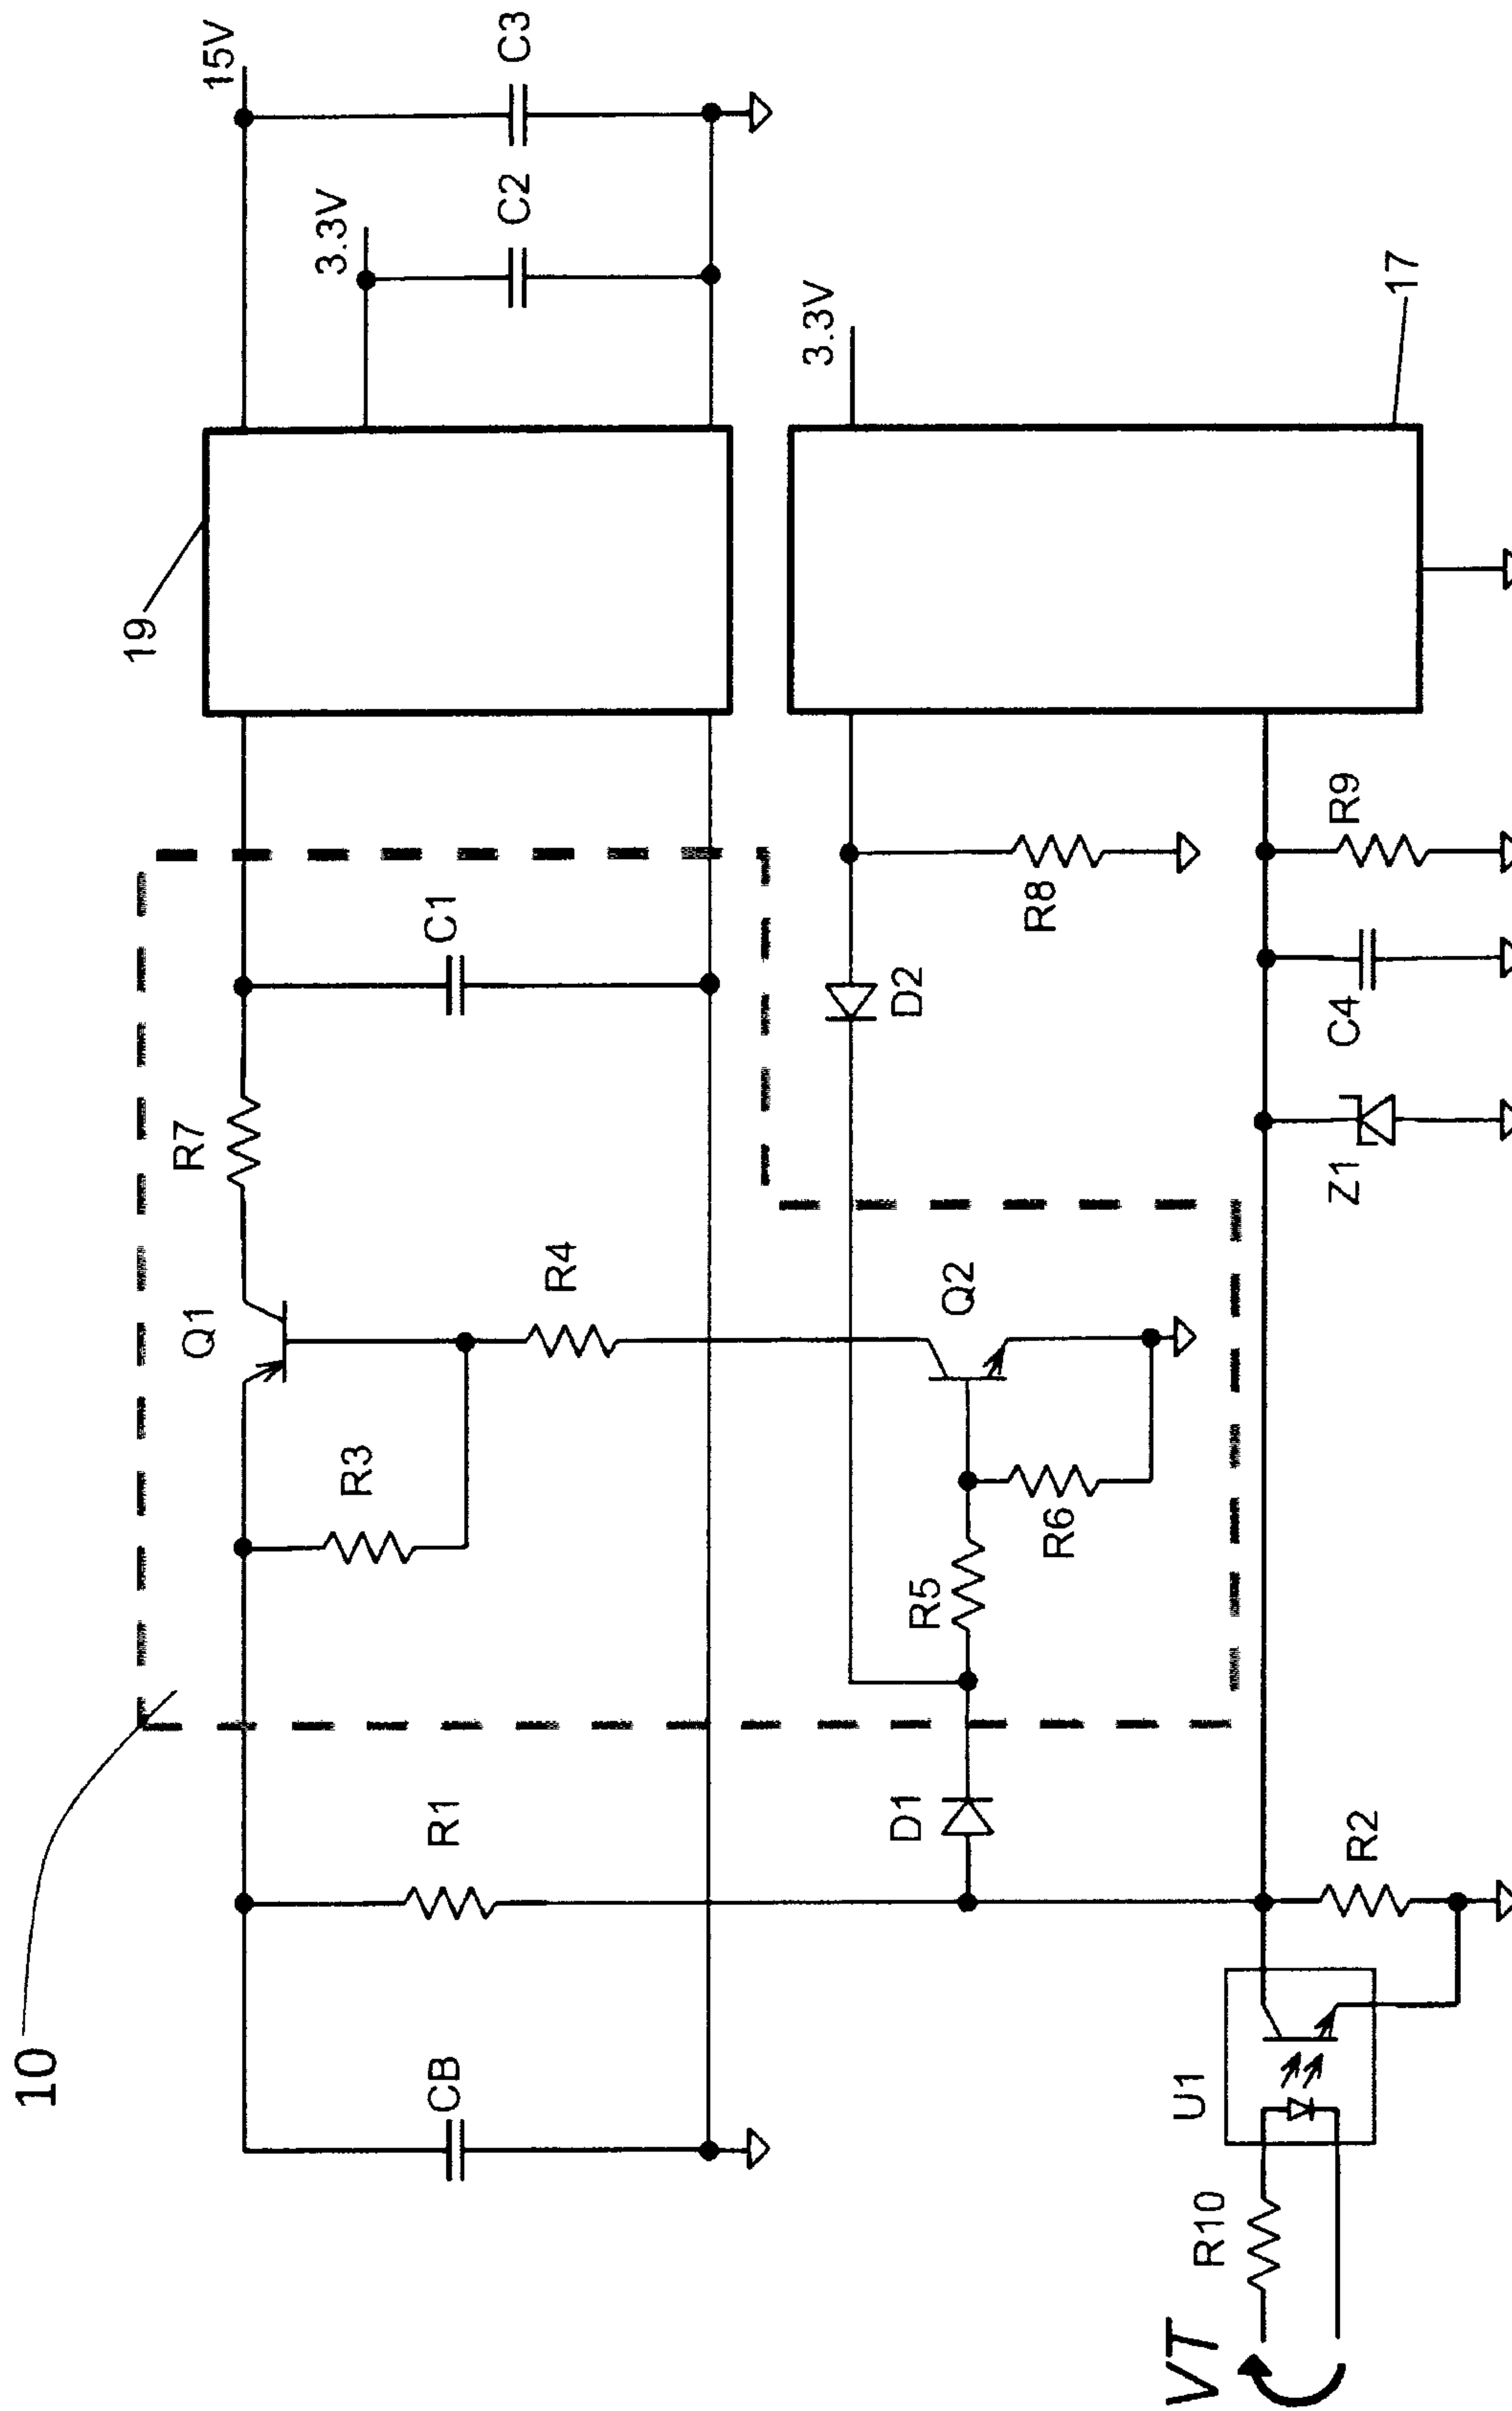 10
19
15V
3.3V
C3
C2
Q1
R7
C1
R3
R4
R1
CB
3.3V
17
D2
R8
Q2
R5
R6
D1
R9
C4
Z1
R2
U1
R10
VT